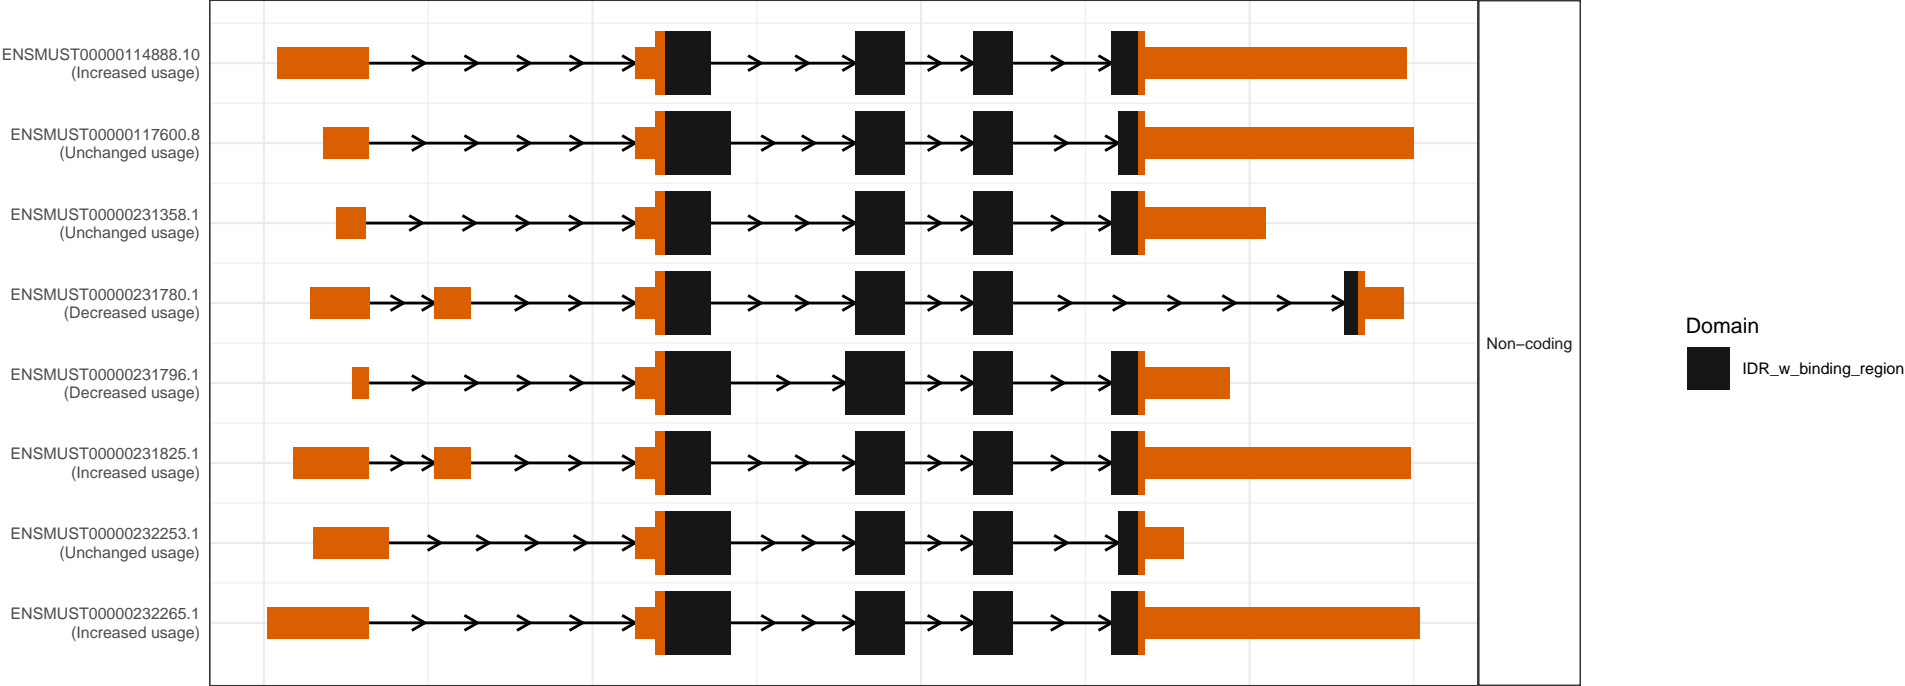 ENSMUST00000114888.10
(Increased usage)
ENSMUST00000117600.8
(Unchanged usage)
ENSMUST00000231358.1
(Unchanged usage)
ENSMUST00000231780.1
(Decreased usage)
ENSMUST00000231796.1
(Decreased usage)
ENSMUST00000231825.1
(Increased usage)
ENSMUST00000232253.1
(Unchanged usage)
ENSMUST00000232265.1
(Increased usage)
Non−coding
Domain
IDR_w_binding_region